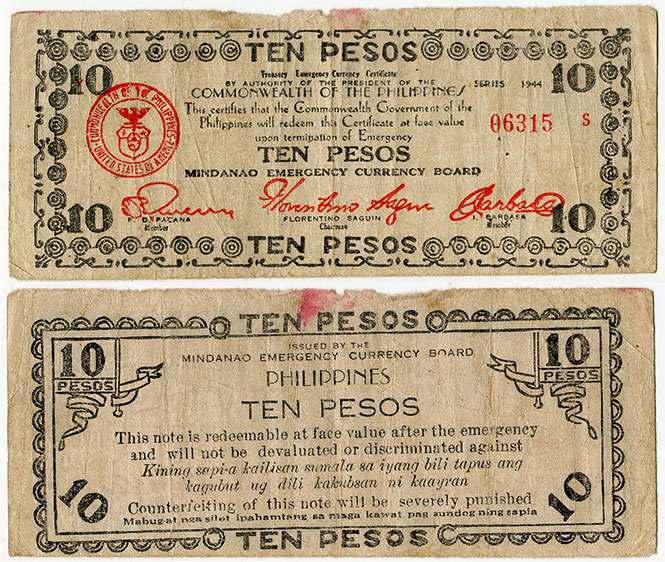 TEN PESOS
10
10
Treasury Emergency Currency Certificate
BY AUTHORITY OF THE PRESIDENT OF THE
SERIES 1944
COMMONWEALTH OF THE PHILIPPINES
This certifies that the Commonwealth Government of the
Philippines will redeem this Certificate at face value
upon termination of Emergency
06315 S
COMMONWEALTH OF THE PHILIPPINES
UNITED STATES OF AMERICA
TEN PESOS
MINDANAO EMERGENCY CURRENCY BOARD
Florentino Saguin
10
F. D. PACANA
Member
FLORENTINO SAGUIN
Chairman
I. BARBASA
Member
10
TEN PESOS
TEN PESOS
ISSUED BY THE
MINDANAO EMERGENCY CURRENCY BOARD
10
PESOS
10
PESOS
PHILIPPINES
TEN PESOS
This note is redeemable at face value after the emergency
and will not be devaluated or discriminated against
Kining sapi-a kailisan sumala sa iyang bili tapus ang
kagubut ug dili kakubsan ni kaayran
Counterfeiting of this note will be severely punished
Mabug-at nga silot ipahamtang sa maga kawat pag sundog ning sapia
10
10
TEN PESOS